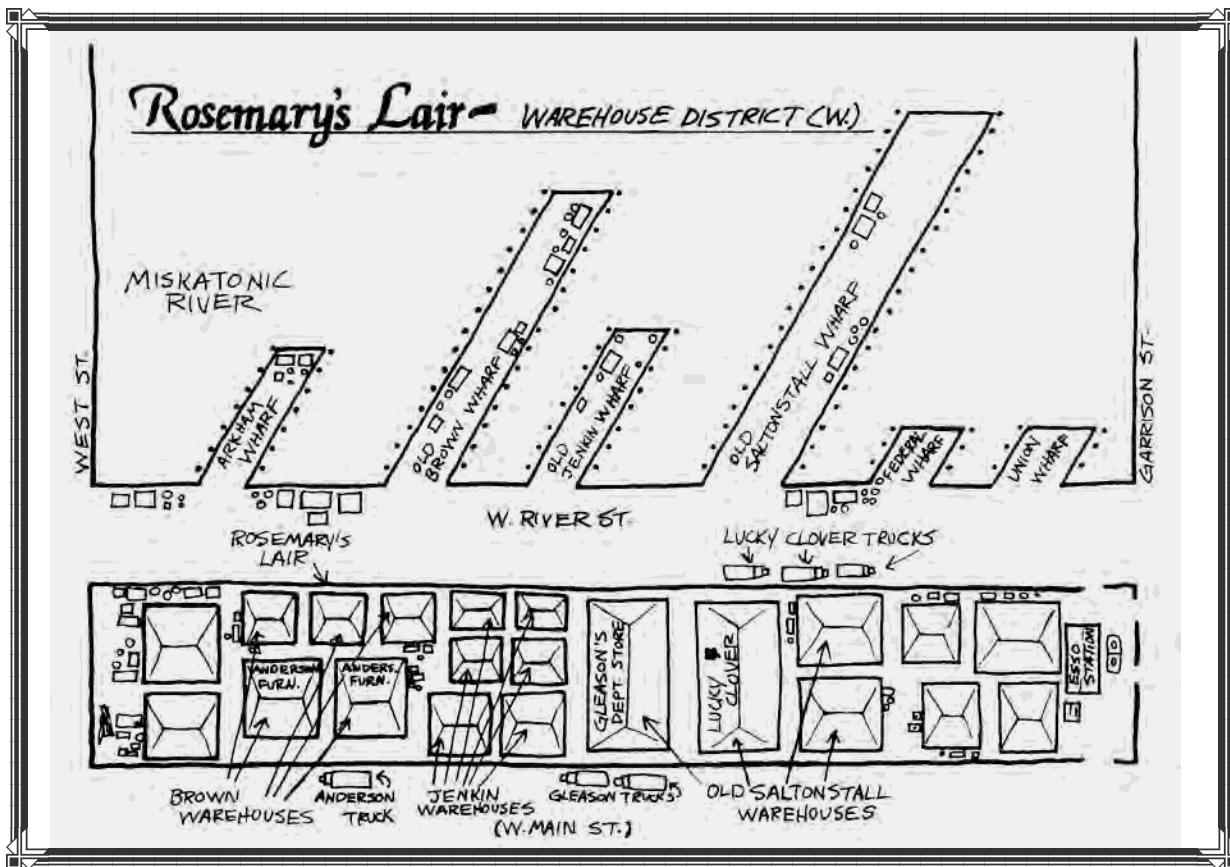 Rosemary's Lair - WAREHOUSE DISTRICT (W.)
MISKATONIC
RIVER
WEST ST.
GARRISON ST.
ARKHAM
WHARF
OLD
BROWN WHARF
OLD
JENKIN WHARF
OLD
SALTONSTALL WHARF
FEDERAL
WHARF
UNION
WHARF
W. RIVER ST.
ROSEMARY'S
LAIR
LUCKY CLOVER TRUCKS
ANDERSON
FURN.
ANDERS.
FURN.
GLEASON'S
DEPT. STORE
LUCKY
CLOVER
ESSO
STATION
BROWN
WAREHOUSES
ANDERSON
TRUCK
JENKIN
WAREHOUSES
GLEASON TRUCKS
OLD SALTONSTALL
WAREHOUSES
(W. MAIN ST.)